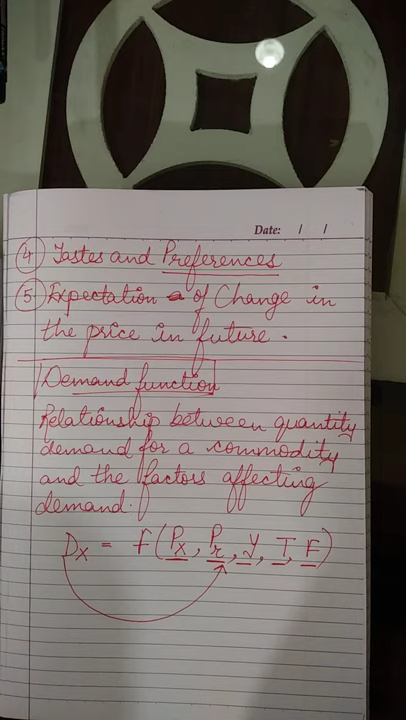 Date: / /
④ Tastes and Preferences
⑤ Expectation of Change in
the price in future.
Demand function
Relationship between quantity
demand for a commodity
and the factors affecting
demand.
Dx = f(Px, Pr, Y, T, F)